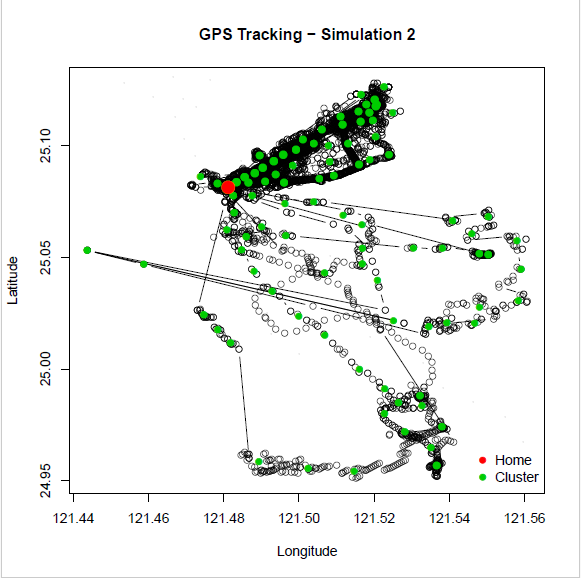 GPS Tracking − Simulation 2
Latitude
25.10
25.05
25.00
24.95
Home
Cluster
121.44 121.46 121.48 121.50 121.52 121.54 121.56
Longitude